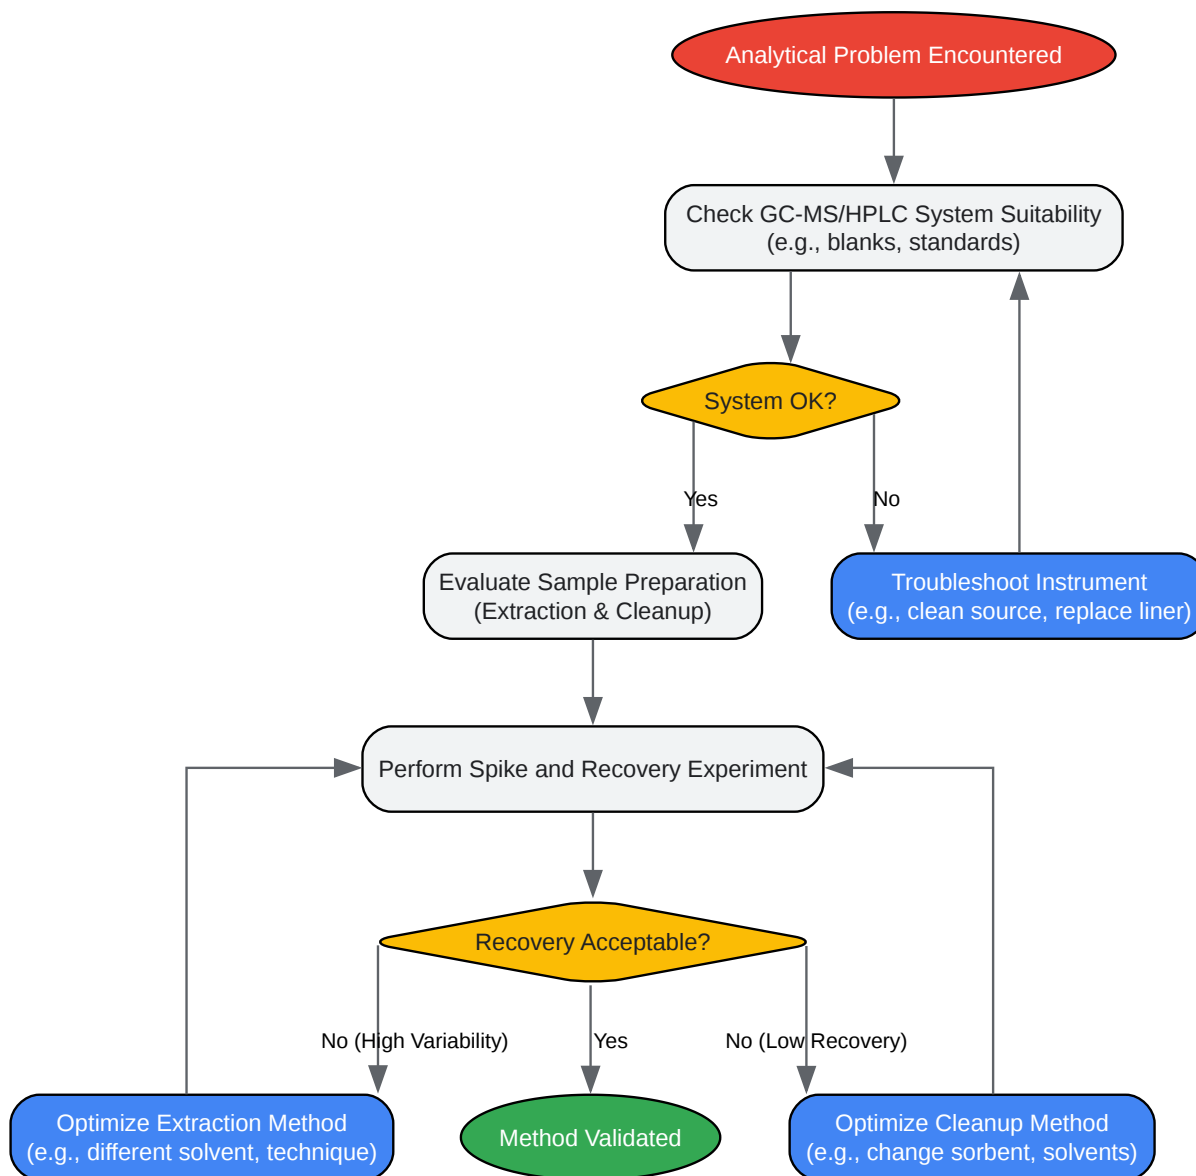 Analytical Problem Encountered
Check GC-MS/HPLC System Suitability
(e.g., blanks, standards)
System OK?
Yes
No
Evaluate Sample Preparation
(Extraction & Cleanup)
Troubleshoot Instrument
(e.g., clean source, replace liner)
Perform Spike and Recovery Experiment
Recovery Acceptable?
No (High Variability)
Yes
No (Low Recovery)
Optimize Extraction Method
(e.g., different solvent, technique)
Method Validated
Optimize Cleanup Method
(e.g., change sorbent, solvents)